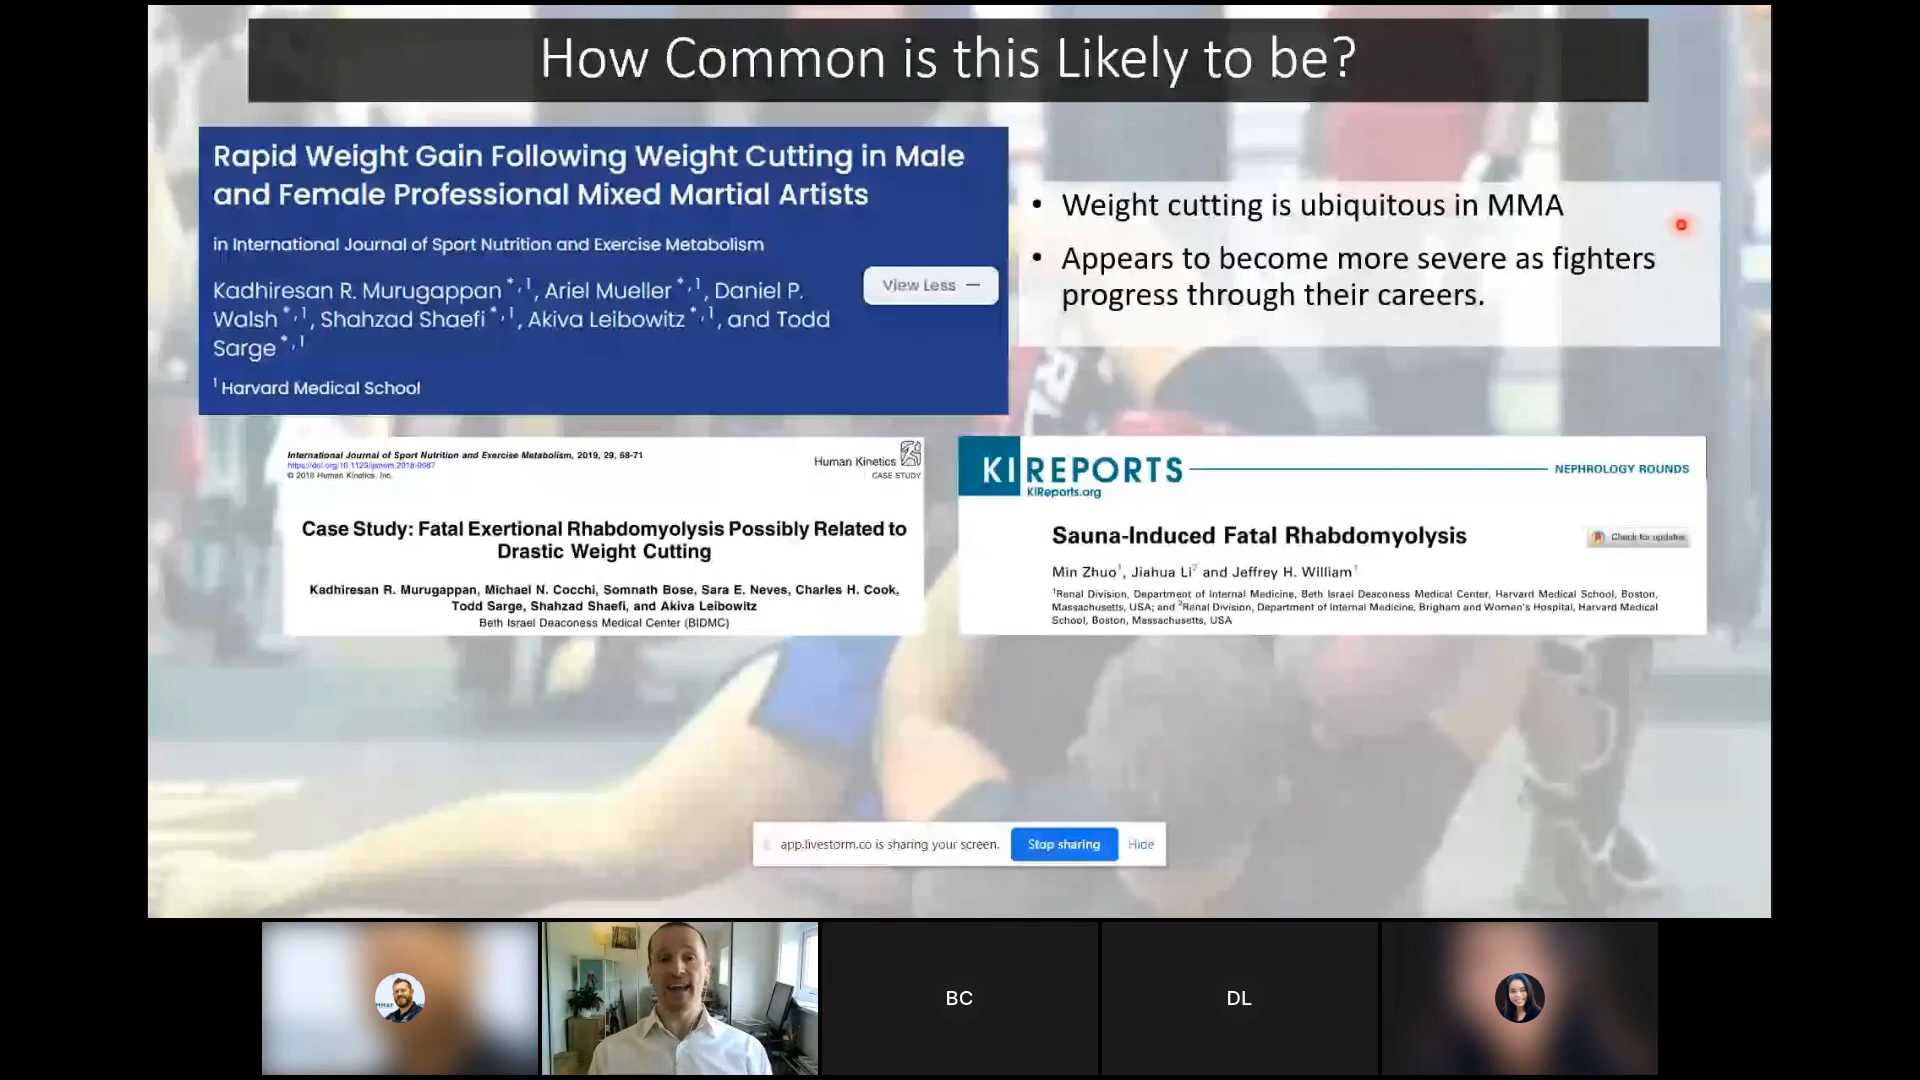 How Common is this Likely to be?
Rapid Weight Gain Following Weight Cutting in Male
and Female Professional Mixed Martial Artists
in International Journal of Sport Nutrition and Exercise Metabolism
Kadhiresan R. Murugappan *,1, Ariel Mueller *,1, Daniel P.
Walsh *,1, Shahzad Shaefi *,1, Akiva Leibowitz *,1, and Todd
Sarge *,1
View Less —
1 Harvard Medical School
• Weight cutting is ubiquitous in MMA
• Appears to become more severe as fighters
progress through their careers.
International Journal of Sport Nutrition and Exercise Metabolism, 2019, 29, 68-71
© 2018 Human Kinetics, Inc.
Human Kinetics
CASE STUDY
Case Study: Fatal Exertional Rhabdomyolysis Possibly Related to
Drastic Weight Cutting
Kadhiresan R. Murugappan, Michael N. Cocchi, Somnath Bose, Sara E. Neves, Charles H. Cook,
Todd Sarge, Shahzad Shaefi, and Akiva Leibowitz
Beth Israel Deaconess Medical Center (BIDMC)
KI REPORTS
KIReports.org
NEPHROLOGY ROUNDS
Sauna-Induced Fatal Rhabdomyolysis
Check for updates
Min Zhuo1, Jiahua Li2 and Jeffrey H. William1
1Renal Division, Department of Internal Medicine, Beth Israel Deaconess Medical Center, Harvard Medical School, Boston,
Massachusetts, USA; and 2Renal Division, Department of Internal Medicine, Brigham and Women's Hospital, Harvard Medical
School, Boston, Massachusetts, USA
app.livestorm.co is sharing your screen.
Stop sharing
Hide
BC
DL